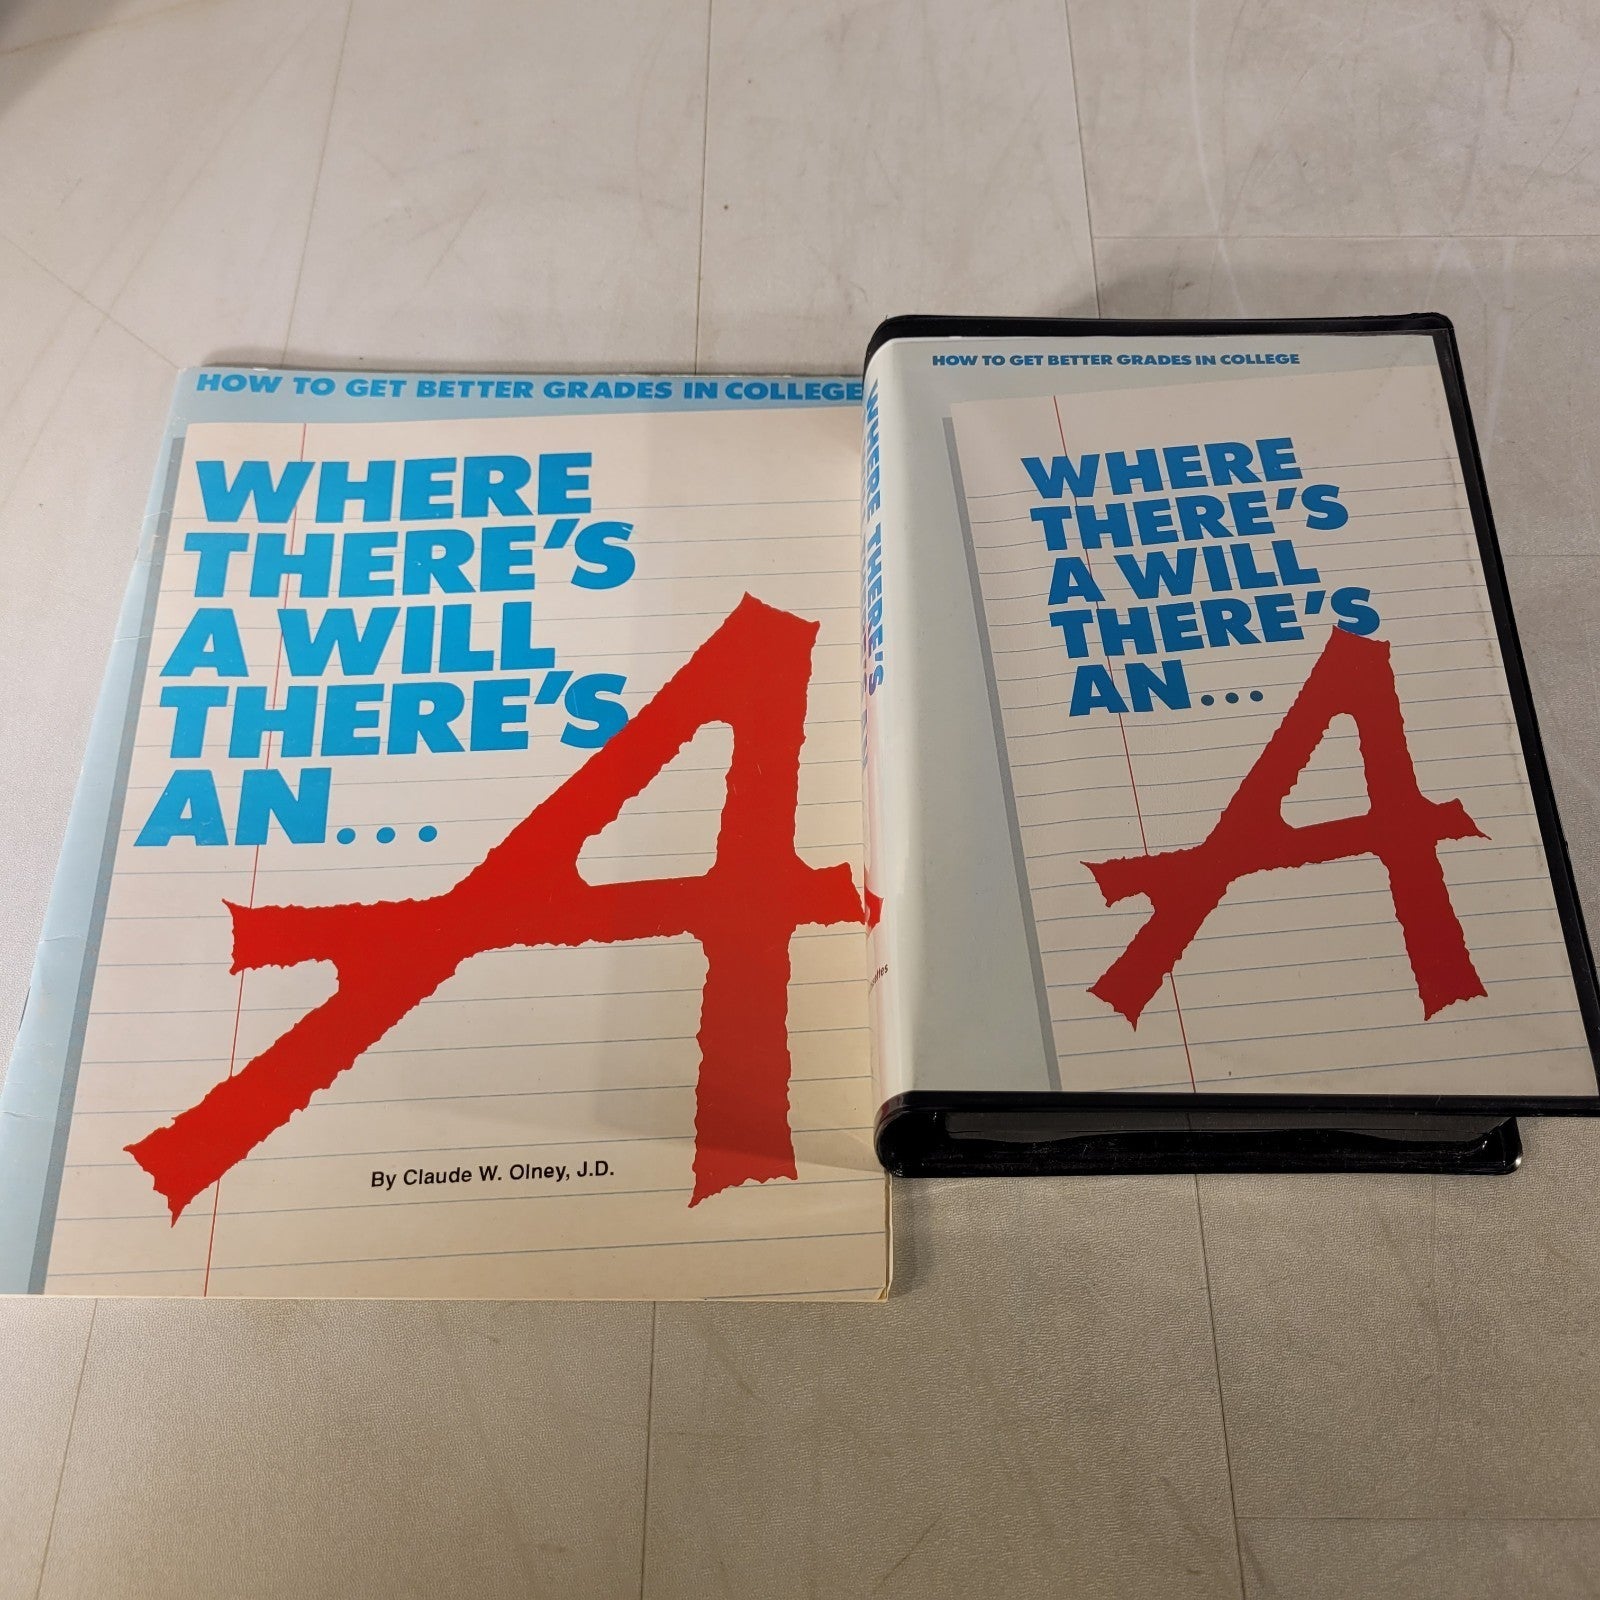 HOW TO GET BETTER GRADES IN COLLEGE
WHERE
THERE'S
A WILL
THERE'S
AN...
A
By Claude W. Olney, J.D.
WHERE THERE'S
HOW TO GET BETTER GRADES IN COLLEGE
WHERE
THERE'S
A WILL
THERE'S
AN...
A